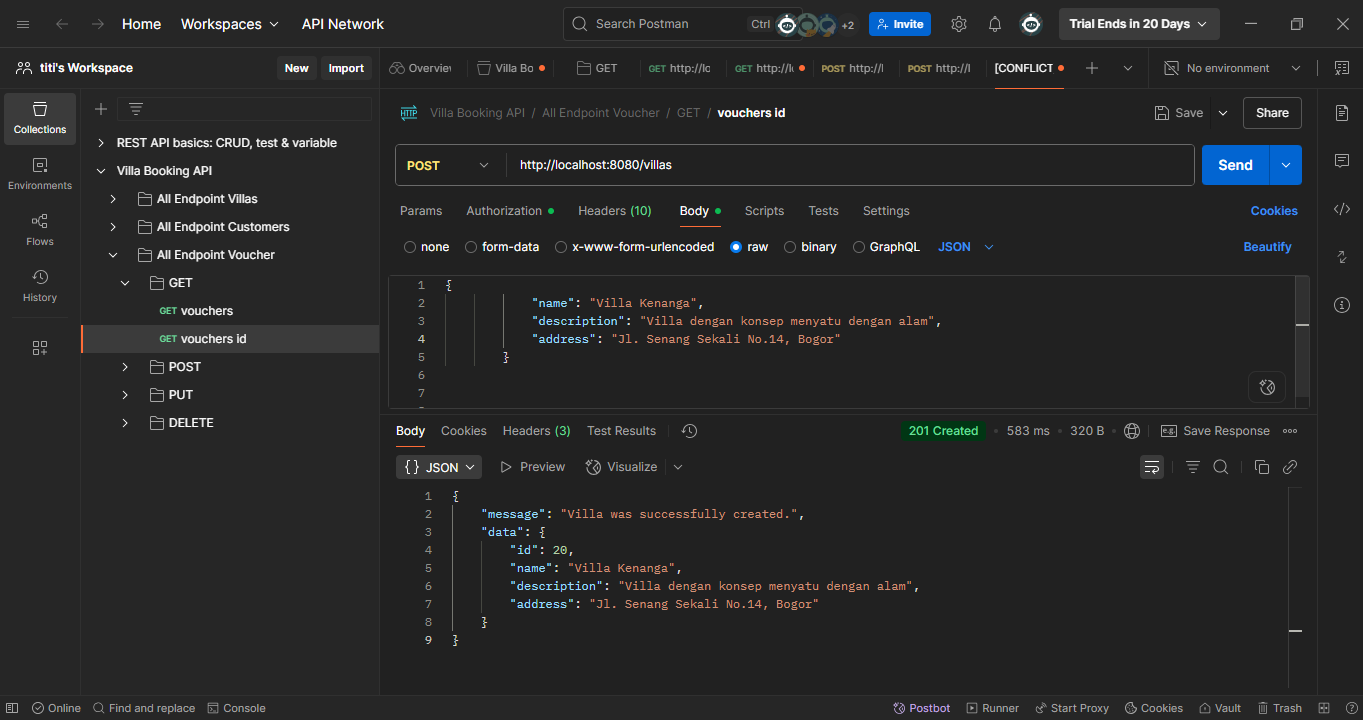 Home Workspaces API Network Search Postman Ctrl +2 Invite Trial Ends in 20 Days
titi's Workspace New Import Overvie Villa Bo GET GET http://lo GET http://l POST http://l POST http://l [CONFLICT No environment
Collections
Environments
Flows
History
REST API basics: CRUD, test & variable
Villa Booking API
All Endpoint Villas
All Endpoint Customers
All Endpoint Voucher
GET
GET vouchers
GET vouchers id
POST
PUT
DELETE
HTTP Villa Booking API / All Endpoint Voucher / GET / vouchers id Save Share
POST http://localhost:8080/villas Send
Params Authorization Headers (10) Body Scripts Tests Settings Cookies
none form-data x-www-form-urlencoded raw binary GraphQL JSON Beautify
1 {
2 "name": "Villa Kenanga",
3 "description": "Villa dengan konsep menyatu dengan alam",
4 "address": "Jl. Senang Sekali No.14, Bogor"
5 }
6
7
Body Cookies Headers (3) Test Results 201 Created 583 ms 320 B e.g. Save Response
{} JSON Preview Visualize
1 {
2 "message": "Villa was successfully created.",
3 "data": {
4 "id": 20,
5 "name": "Villa Kenanga",
6 "description": "Villa dengan konsep menyatu dengan alam",
7 "address": "Jl. Senang Sekali No.14, Bogor"
8 }
9 }
Online Find and replace Console Postbot Runner Start Proxy Cookies Vault Trash